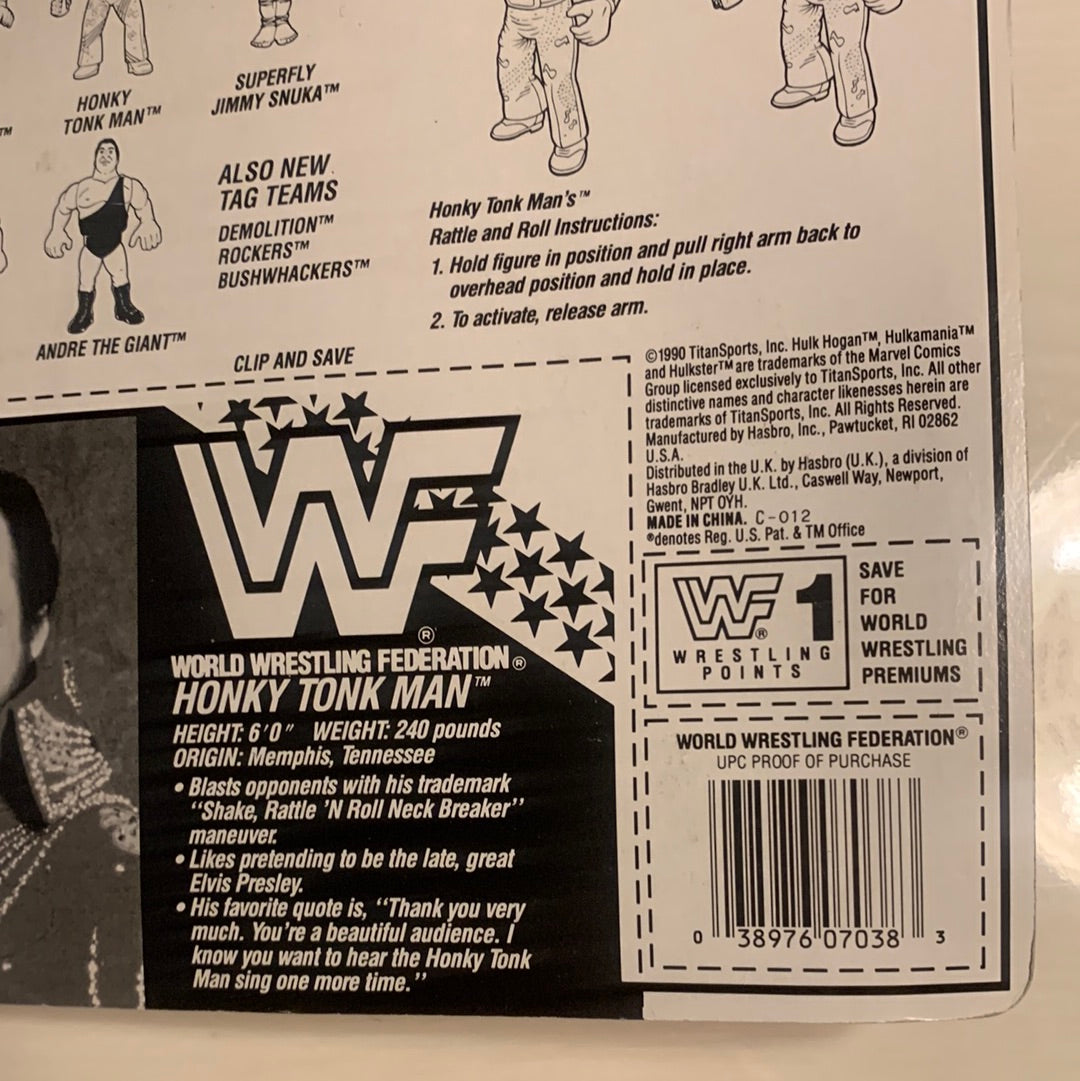 HONKY
TONK MAN™
SUPERFLY
JIMMY SNUKA™
TM
ANDRE THE GIANT™
ALSO NEW
TAG TEAMS
DEMOLITION™
ROCKERS™
BUSHWHACKERS™
CLIP AND SAVE
Honky Tonk Man's™
Rattle and Roll Instructions:
1. Hold figure in position and pull right arm back to
overhead position and hold in place.
2. To activate, release arm.
©1990 TitanSports, Inc. Hulk Hogan™, Hulkamania™
and Hulkster™ are trademarks of the Marvel Comics
Group licensed exclusively to TitanSports, Inc. All other
distinctive names and character likenesses herein are
trademarks of TitanSports, Inc. All Rights Reserved.
Manufactured by Hasbro, Inc., Pawtucket, RI 02862
U.S.A.
Distributed in the U.K. by Hasbro (U.K.), a division of
Hasbro Bradley U.K. Ltd., Caswell Way, Newport,
Gwent, NPT OYH.
MADE IN CHINA. C-012
®denotes Reg. U.S. Pat. & TM Office
WF®
WORLD WRESTLING FEDERATION®
HONKY TONK MAN™
HEIGHT: 6'0" WEIGHT: 240 pounds
ORIGIN: Memphis, Tennessee
• Blasts opponents with his trademark
"Shake, Rattle 'N Roll Neck Breaker"
maneuver.
• Likes pretending to be the late, great
Elvis Presley.
• His favorite quote is, "Thank you very
much. You're a beautiful audience. I
know you want to hear the Honky Tonk
Man sing one more time."
WF® 1
WRESTLING
POINTS
SAVE
FOR
WORLD
WRESTLING
PREMIUMS
WORLD WRESTLING FEDERATION®
UPC PROOF OF PURCHASE
0 38976 07038 3